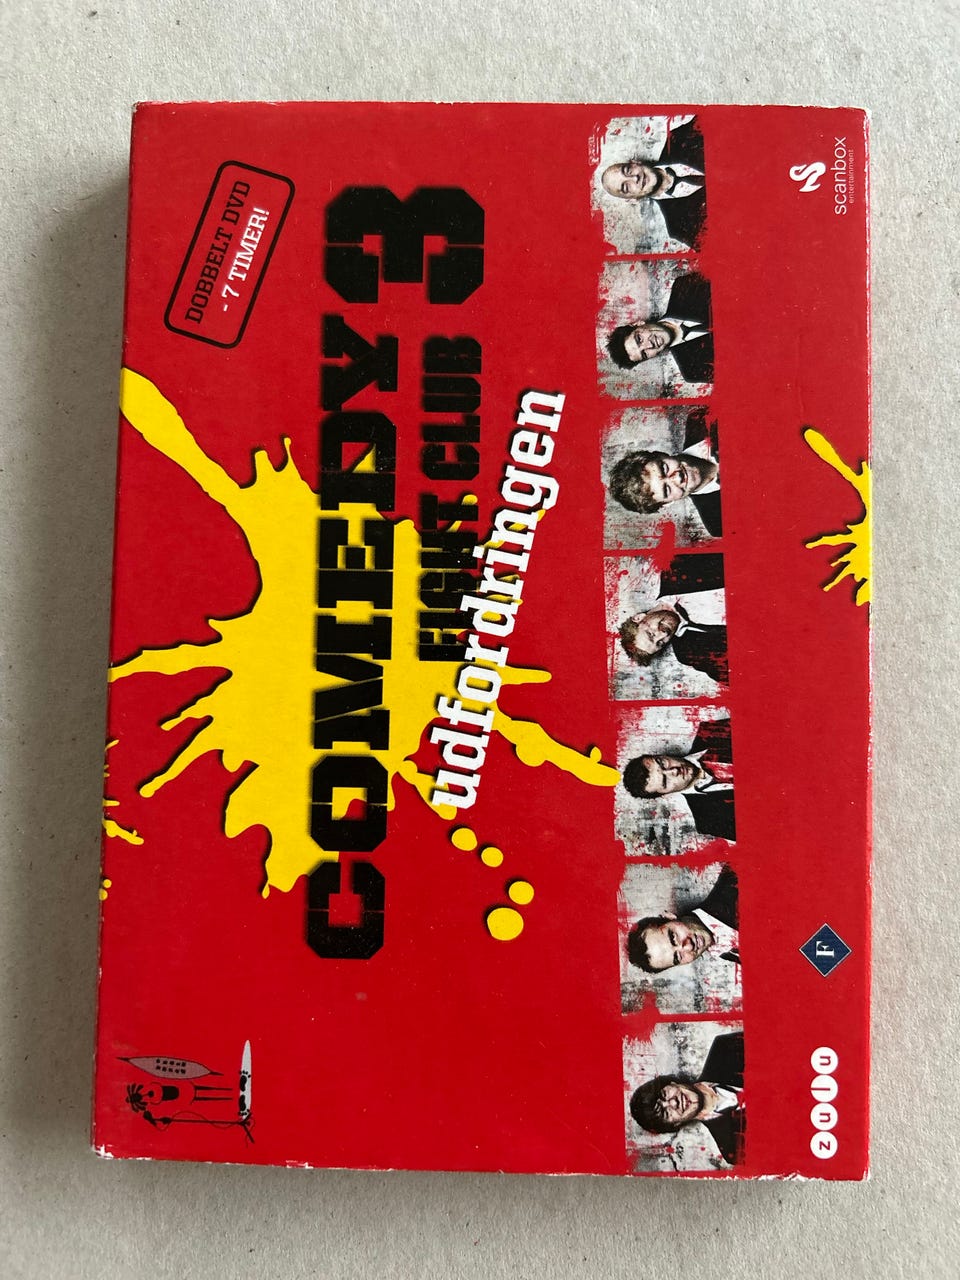 DOBBELT DVD
- 7 TIMER!
COMEDY 3
FIGHT CLUB
udfordringen
zulu
F
scanbox
entertainment